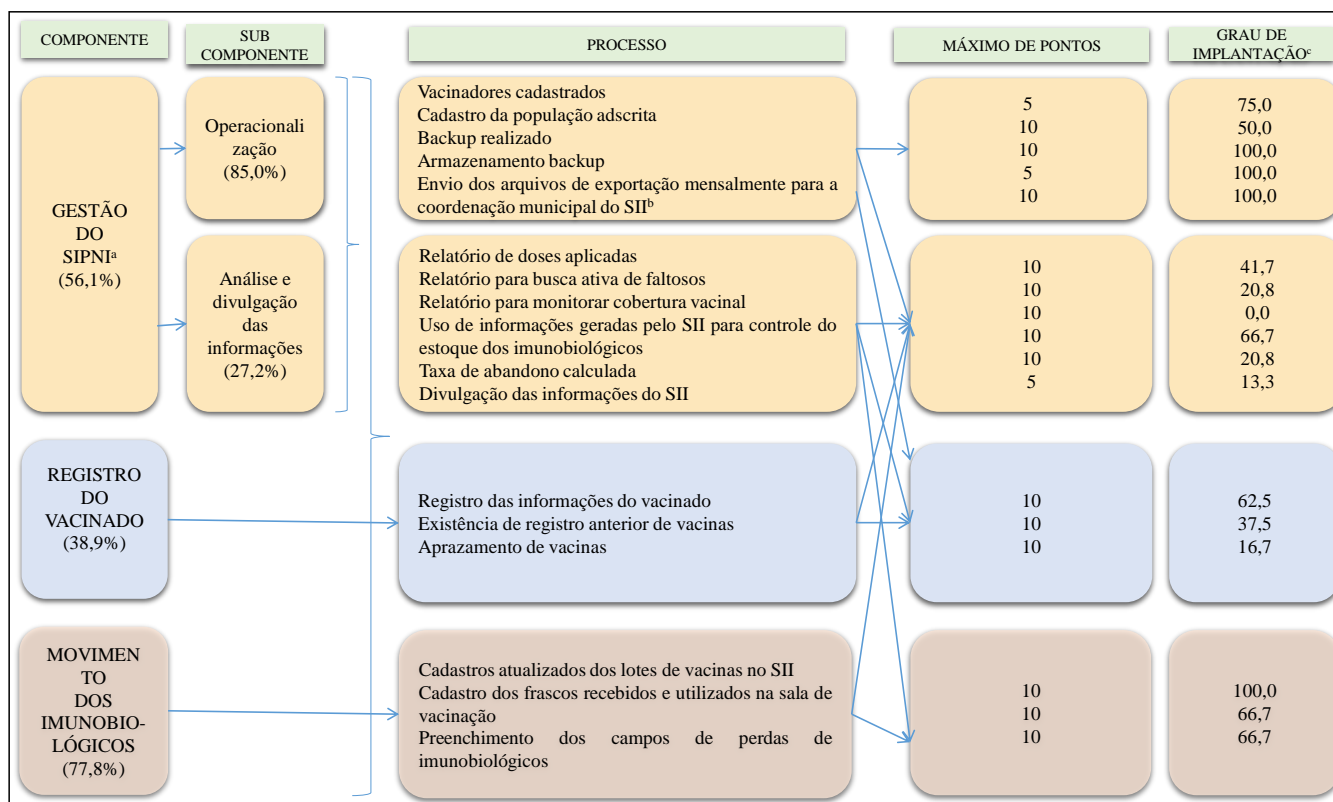 COMPONENTE
SUB
COMPONENTE
PROCESSO
MÁXIMO DE PONTOS
GRAU DE
IMPLANTAÇÃOᶜ
GESTÃO
DO
SIPNIᵃ
(56,1%)
Operacionali
zação
(85,0%)
Vacinadores cadastrados
Cadastro da população adscrita
Backup realizado
Armazenamento backup
Envio dos arquivos de exportação mensalmente para a
coordenação municipal do SIIᵇ
5
10
10
5
10
75,0
50,0
100,0
100,0
100,0
Análise e
divulgação
das
informações
(27,2%)
Relatório de doses aplicadas
Relatório para busca ativa de faltosos
Relatório para monitorar cobertura vacinal
Uso de informações geradas pelo SII para controle do
estoque dos imunobiológicos
Taxa de abandono calculada
Divulgação das informações do SII
10
10
10
10
10
5
41,7
20,8
0,0
66,7
20,8
13,3
REGISTRO
DO
VACINADO
(38,9%)
Registro das informações do vacinado
Existência de registro anterior de vacinas
Aprazamento de vacinas
10
10
10
62,5
37,5
16,7
MOVIMEN
TO
DOS
IMUNOBIO-
LÓGICOS
(77,8%)
Cadastros atualizados dos lotes de vacinas no SII
Cadastro dos frascos recebidos e utilizados na sala de
vacinação
Preenchimento dos campos de perdas de
imunobiológicos
10
10
10
100,0
66,7
66,7